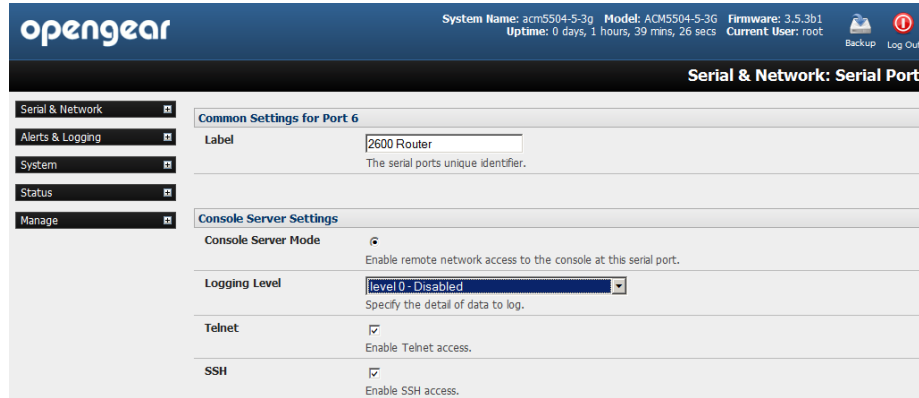 opengear
System Name: acm5504-5-3g Model: ACM5504-5-3G Firmware: 3.5.3b1
Uptime: 0 days, 1 hours, 39 mins, 26 secs Current User: root
Backup
Log Out
Serial & Network: Serial Port
Serial & Network
Alerts & Logging
System
Status
Manage
Common Settings for Port 6
Label
2600 Router
The serial ports unique identifier.
Console Server Settings
Console Server Mode
Enable remote network access to the console at this serial port.
Logging Level
level 0 - Disabled
Specify the detail of data to log.
Telnet
Enable Telnet access.
SSH
Enable SSH access.